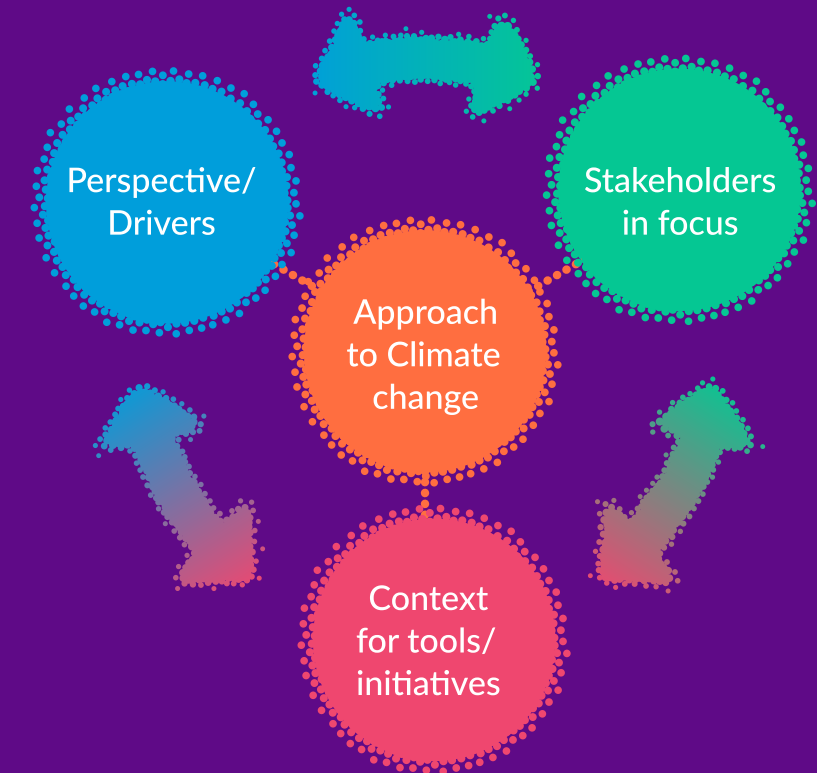 Perspective/
Drivers
Stakeholders
in focus
Approach
to Climate
change
Context
for tools/
initiatives